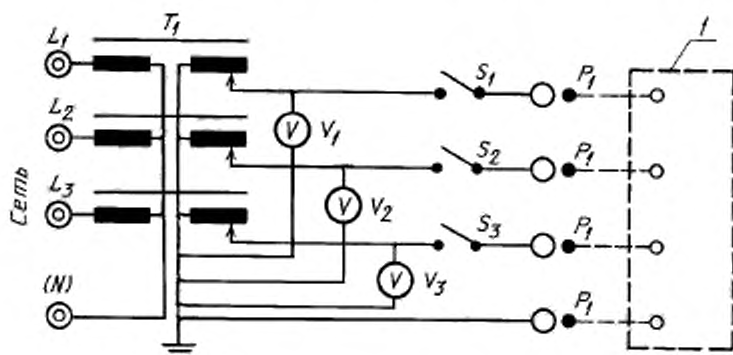 T1
1
L1
S1
P1
V
V1
L2
S2
P1
V
V2
L3
S3
P1
V
V3
Сеть
(N)
P1